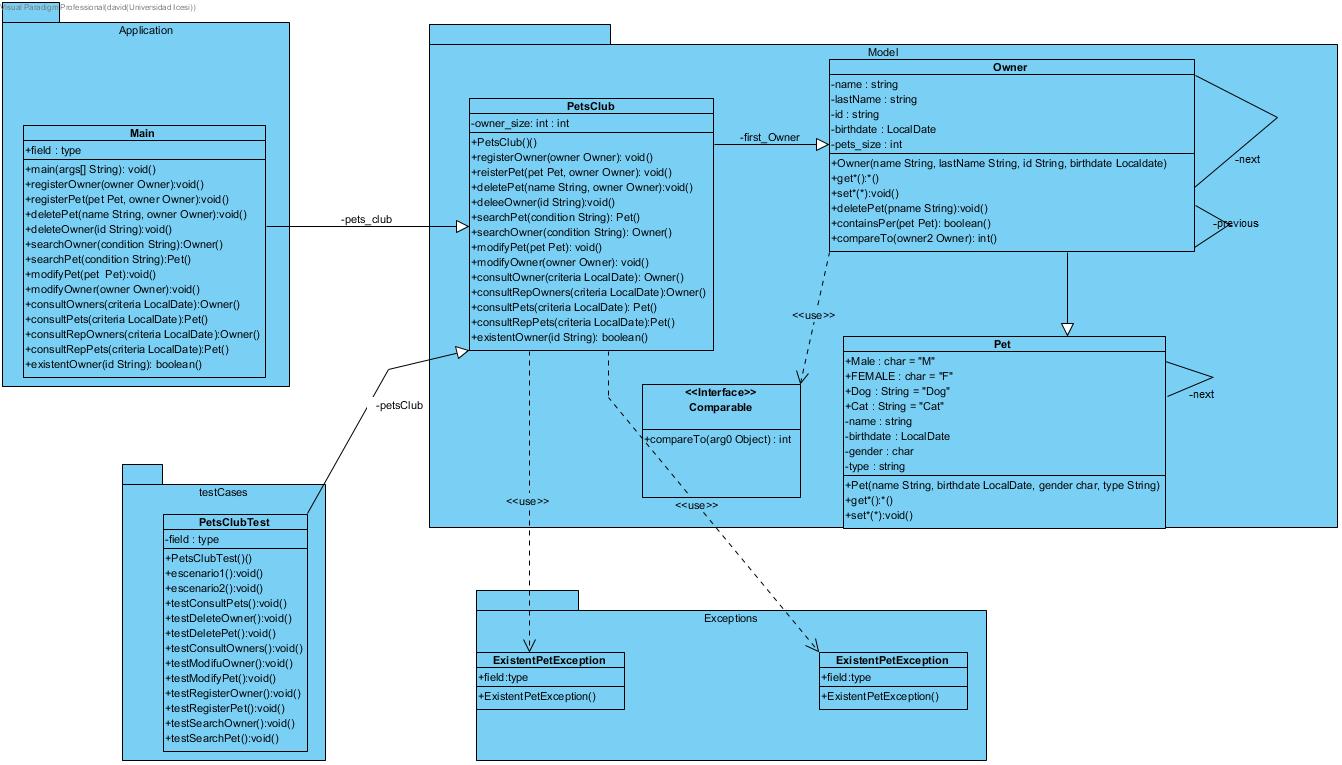 Visual Paradigm Professional(david(Universidad Icesi))
Application
Main
+field : type
+main(args[] String): void()
+registerOwner(owner Owner):void()
+registerPet(pet Pet, owner Owner):void()
+deletePet(name String, owner Owner):void()
+deleteOwner(id String):void()
+searchOwner(condition String):Owner()
+searchPet(condition String):Pet()
+modifyPet(pet  Pet):void()
+modifyOwner(owner Owner):void()
+consultOwners(criteria LocalDate):Owner()
+consultPets(criteria LocalDate):Pet()
+consultRepOwners(criteria LocalDate):Owner()
+consultRepPets(criteria LocalDate):Pet()
+existentOwner(id String): boolean()
-pets_club
Model
PetsClub
-owner_size: int : int
+PetsClub()()
+registerOwner(owner Owner): void()
+reisterPet(pet Pet, owner Owner): void()
+deletePet(name String, owner Owner):void()
+deleeOwner(id String):void()
+searchPet(condition String): Pet()
+searchOwner(condition String): Owner()
+modifyPet(pet Pet): void()
+modifyOwner(owner Owner): void()
+consultOwner(criteria LocalDate): Owner()
+consultRepOwners(criteria LocalDate):Owner()
+consultPets(criteria LocalDate): Pet()
+consultRepPets(criteria LocalDate):Pet()
+existentOwner(id String): boolean()
-first_Owner
Owner
-name : string
-lastName : string
-id : string
-birthdate : LocalDate
-pets_size : int
+Owner(name String, lastName String, id String, birthdate Localdate)
+get*():*()
+set*(*):void()
+deletePet(pname String):void()
+containsPer(pet Pet): boolean()
+compareTo(owner2 Owner): int()
-next
-previous
<<use>>
<<Interface>>
Comparable
+compareTo(arg0 Object) : int
Pet
+Male : char = "M"
+FEMALE : char = "F"
+Dog : String = "Dog"
+Cat : String = "Cat"
-name : string
-birthdate : LocalDate
-gender : char
-type : string
+Pet(name String, birthdate LocalDate, gender char, type String)
+get*():*()
+set*(*):void()
-next
-petsClub
<<use>>
<<use>>
testCases
PetsClubTest
-field : type
+PetsClubTest()()
+escenario1():void()
+escenario2():void()
+testConsultPets():void()
+testDeleteOwner():void()
+testDeletePet():void()
+testConsultOwners():void()
+testModifuOwner():void()
+testModifyPet():void()
+testRegisterOwner():void()
+testRegisterPet():void()
+testSearchOwner():void()
+testSearchPet():void()
Exceptions
ExistentPetException
+field:type
+ExistentPetException()
ExistentPetException
+field:type
+ExistentPetException()